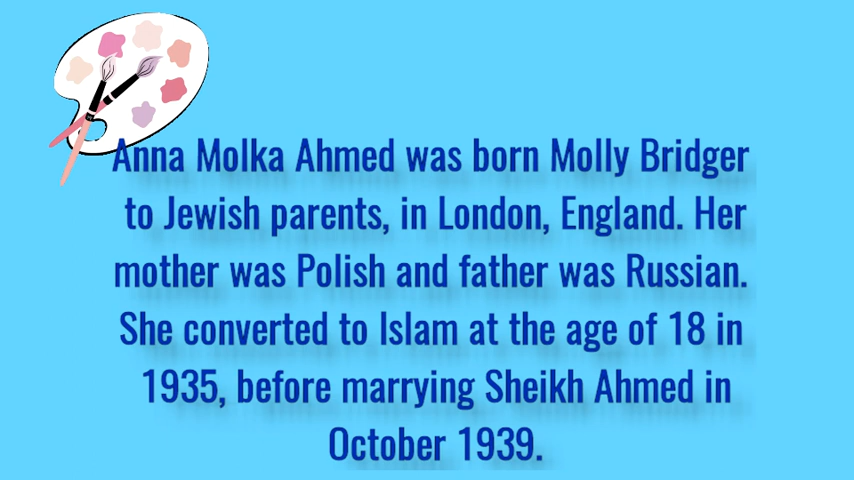 Anna Molka Ahmed was born Molly Bridger
to Jewish parents, in London, England. Her
mother was Polish and father was Russian.
She converted to Islam at the age of 18 in
1935, before marrying Sheikh Ahmed in
October 1939.